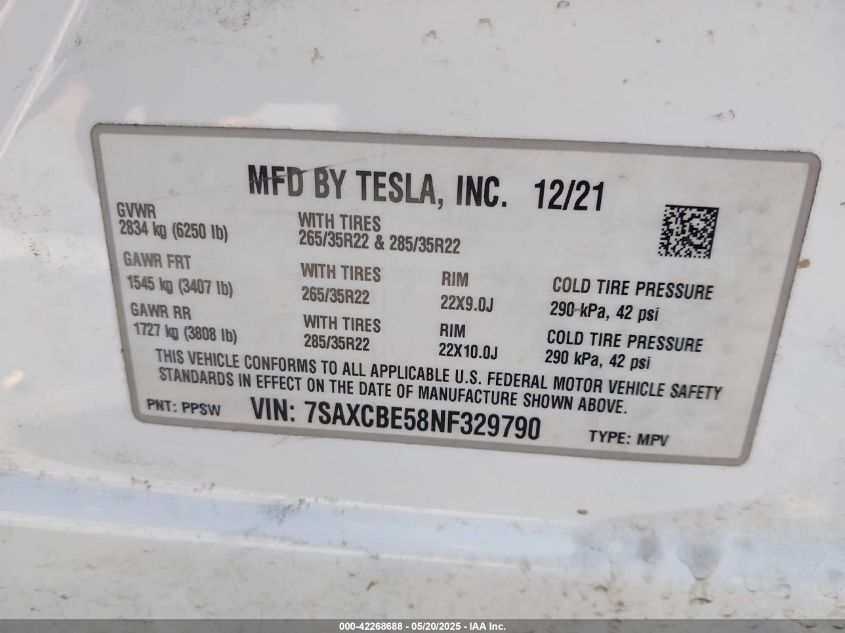 MFD BY TESLA, INC. 12/21
GVWR
2834 kg (6250 lb)
WITH TIRES
265/35R22 & 285/35R22
GAWR FRT
1545 kg (3407 lb)
WITH TIRES
265/35R22
RIM
22X9.0J
COLD TIRE PRESSURE
290 kPa, 42 psi
GAWR RR
1727 kg (3808 lb)
WITH TIRES
285/35R22
RIM
22X10.0J
COLD TIRE PRESSURE
290 kPa, 42 psi
THIS VEHICLE CONFORMS TO ALL APPLICABLE U.S. FEDERAL MOTOR VEHICLE SAFETY
STANDARDS IN EFFECT ON THE DATE OF MANUFACTURE SHOWN ABOVE.
PNT: PPSW VIN: 7SAXCBE58NF329790 TYPE: MPV
000-42268688 - 05/20/2025 - IAA Inc.